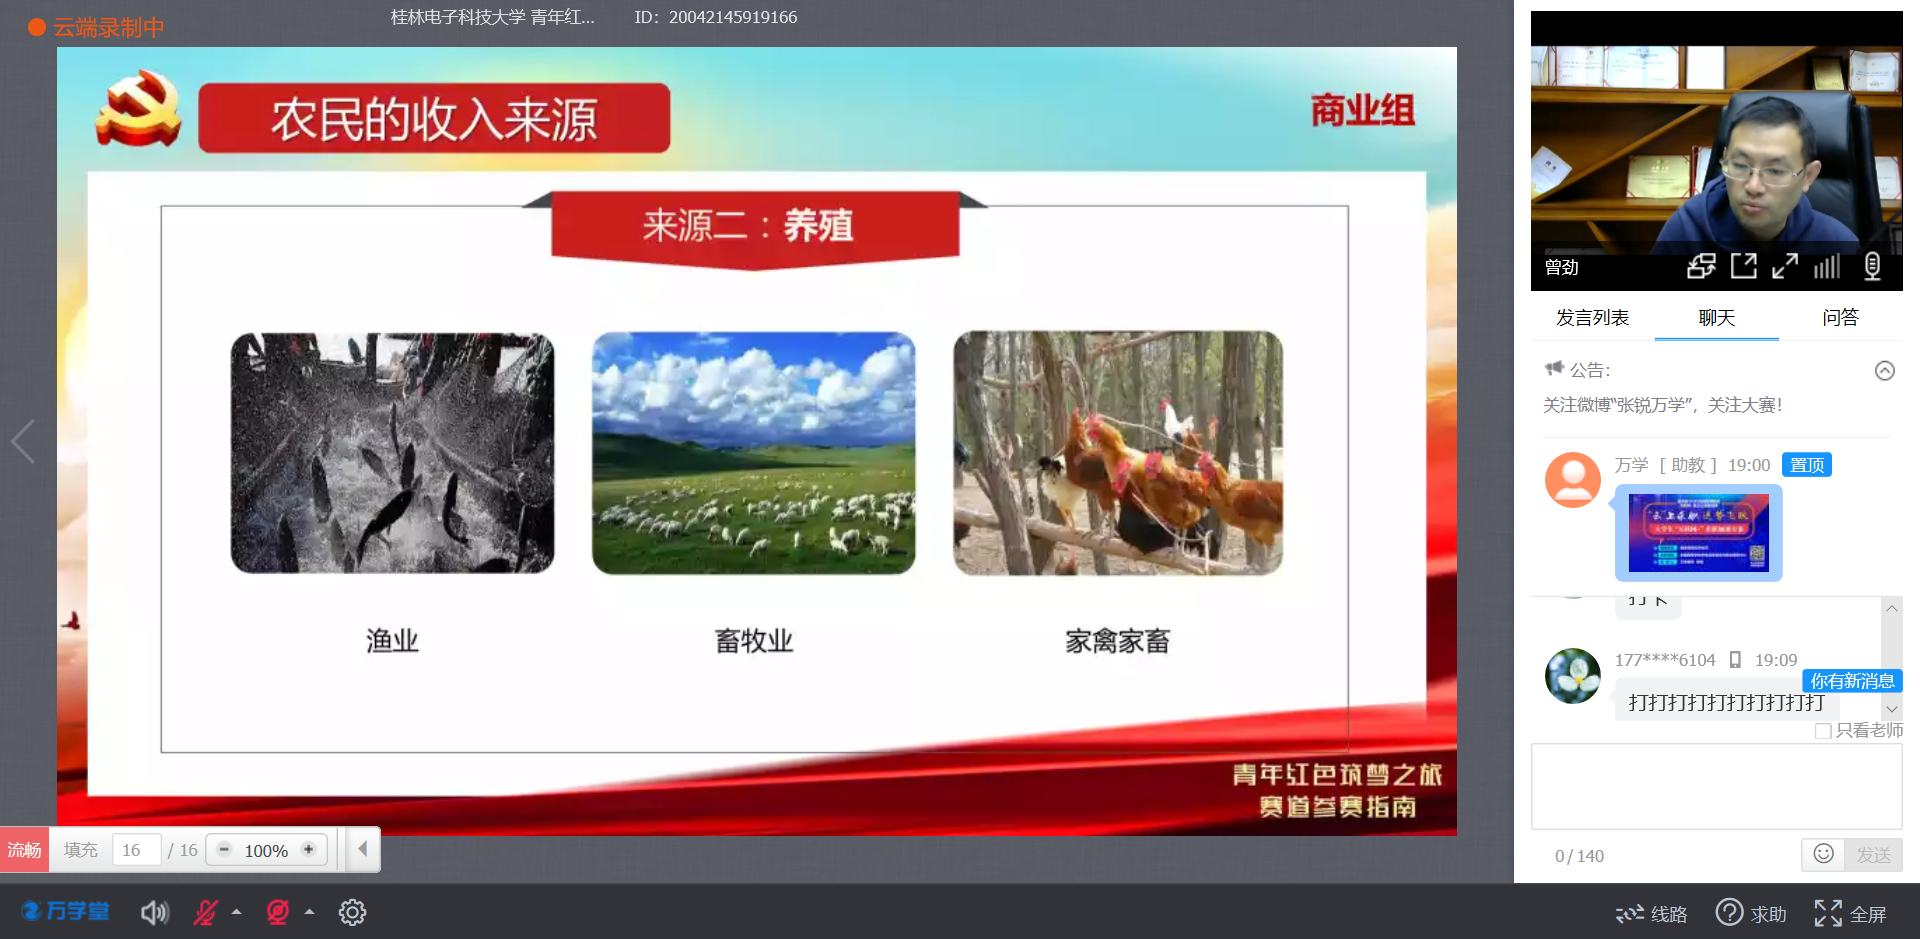 云端录制中
桂林电子科技大学 青年红...
ID：20042145919166
农民的收入来源
商业组
来源二：养殖
渔业
畜牧业
家禽家畜
青年红色筑梦之旅
赛道参赛指南
流畅
填充
16 / 16
100%
曾劲
发言列表
聊天
问答
公告：
关注微博“张锐万学”，关注大赛！
万学 [ 助教 ] 19:00 置顶
177****6104 19:09
你有新消息
打打打打打打打打打打
只看老师
0 / 140
发送
万学堂
线路
求助
全屏